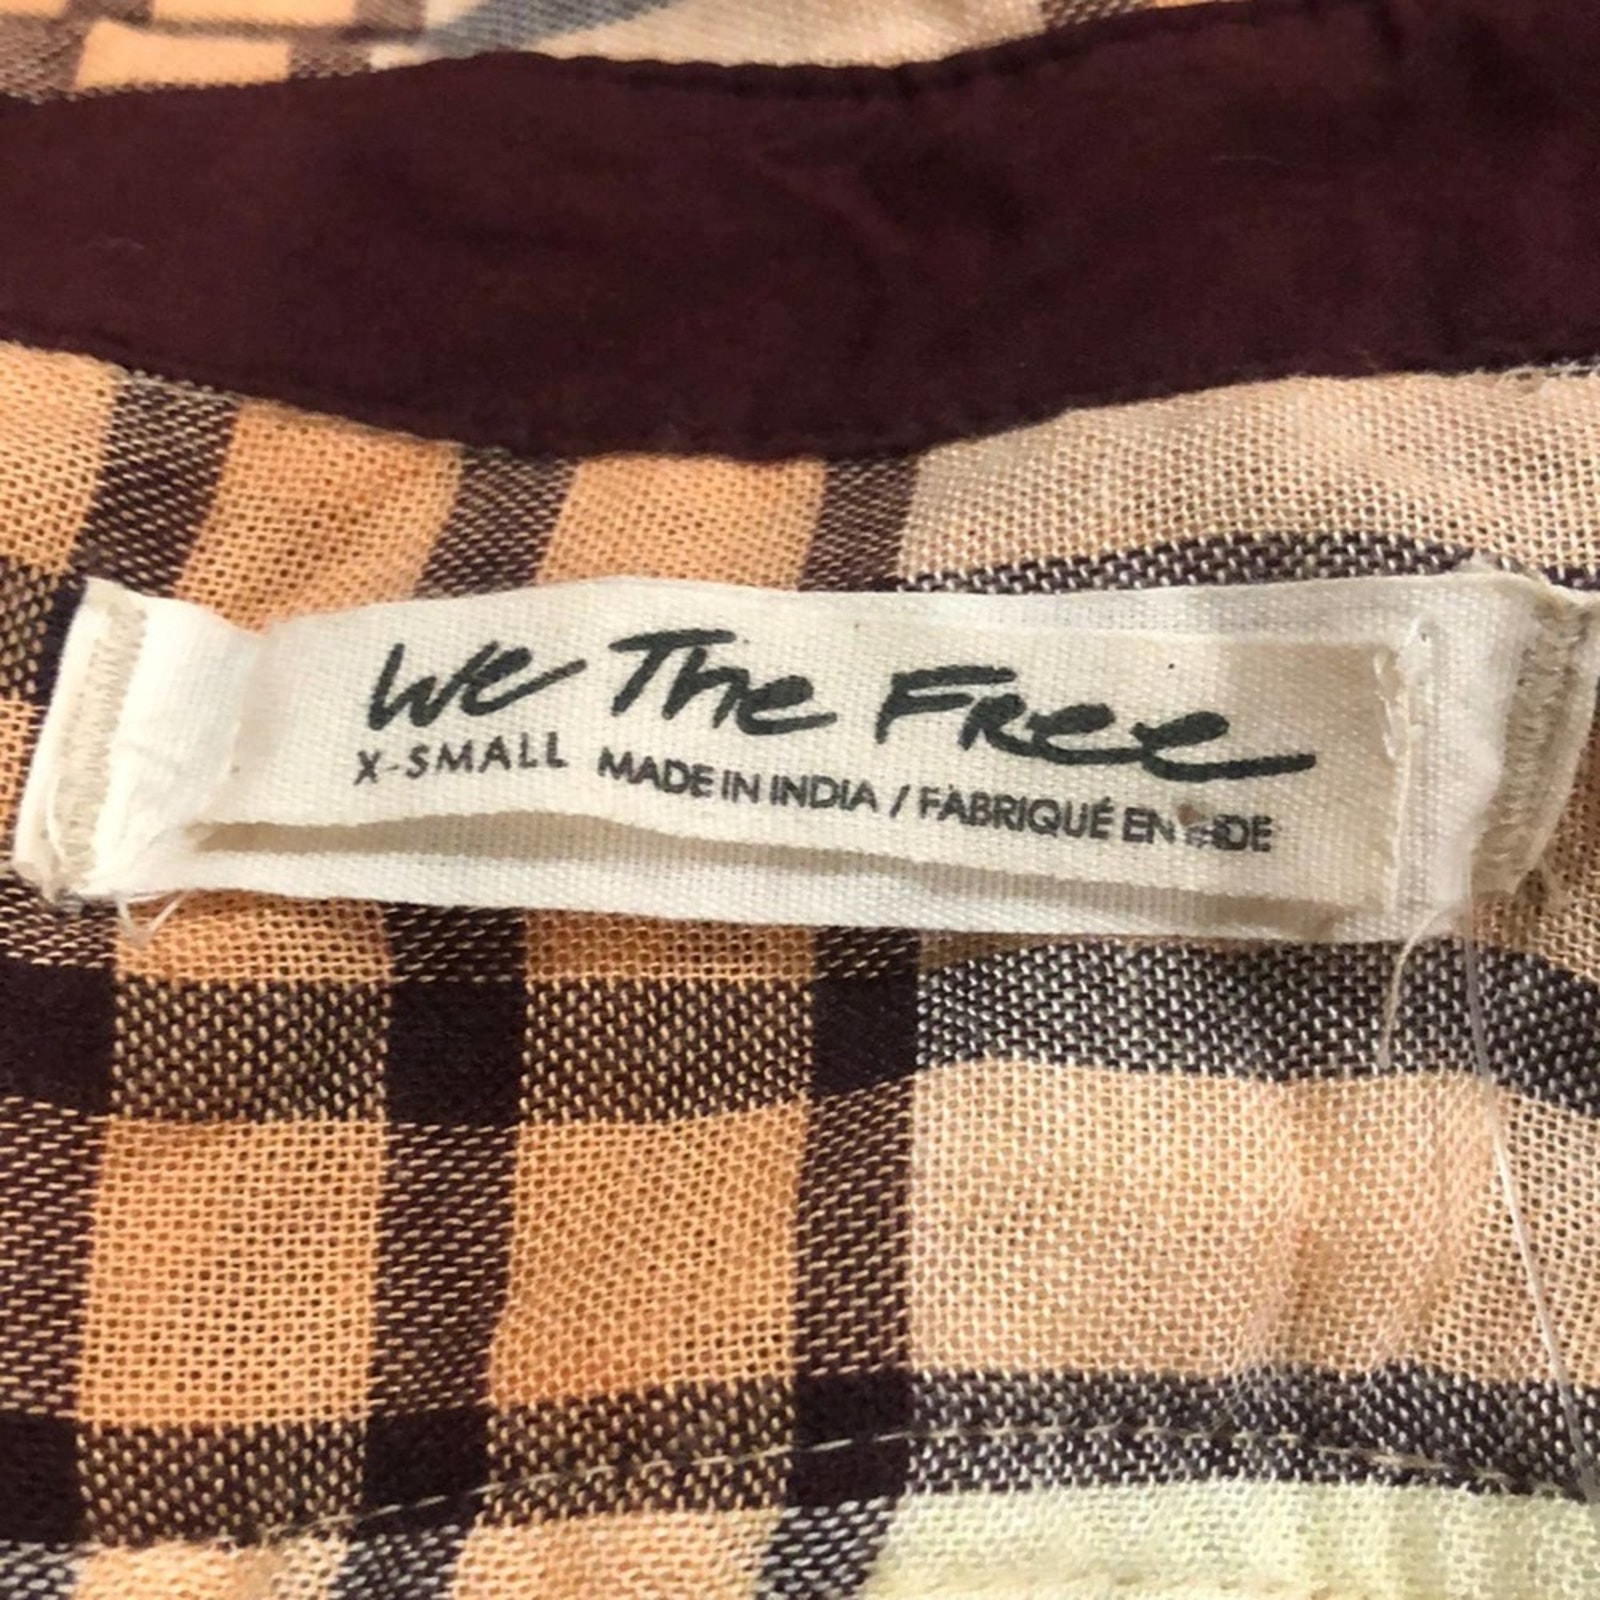 We The Free
X-SMALL MADE IN INDIA / FABRIQUÉ EN